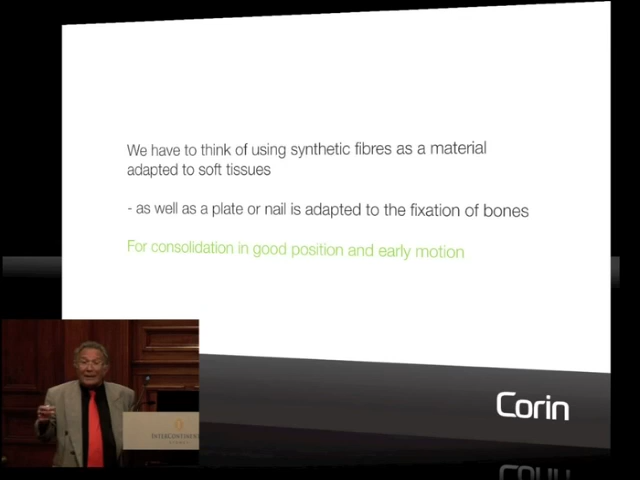 We have to think of using synthetic fibres as a material
adapted to soft tissues
- as well as a plate or nail is adapted to the fixation of bones
For consolidation in good position and early motion
Corin